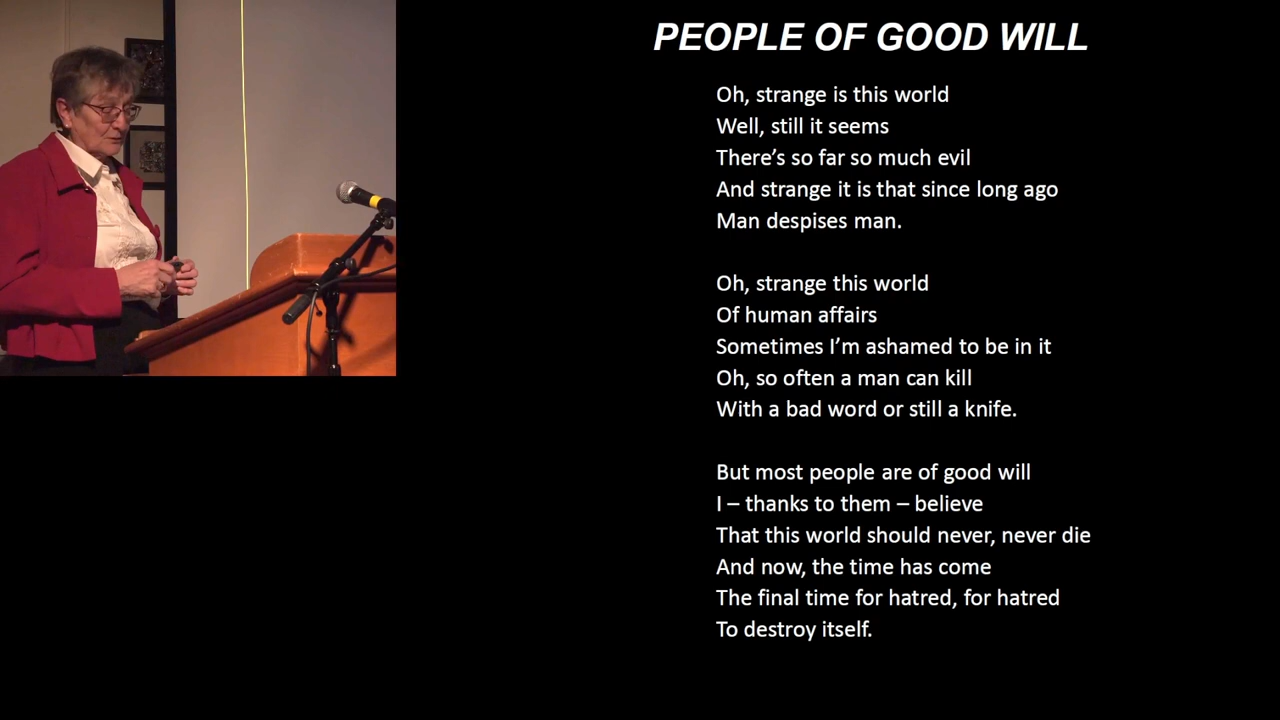 PEOPLE OF GOOD WILL
Oh, strange is this world
Well, still it seems
There’s so far so much evil
And strange it is that since long ago
Man despises man.
Oh, strange this world
Of human affairs
Sometimes I’m ashamed to be in it
Oh, so often a man can kill
With a bad word or still a knife.
But most people are of good will
I – thanks to them – believe
That this world should never, never die
And now, the time has come
The final time for hatred, for hatred
To destroy itself.